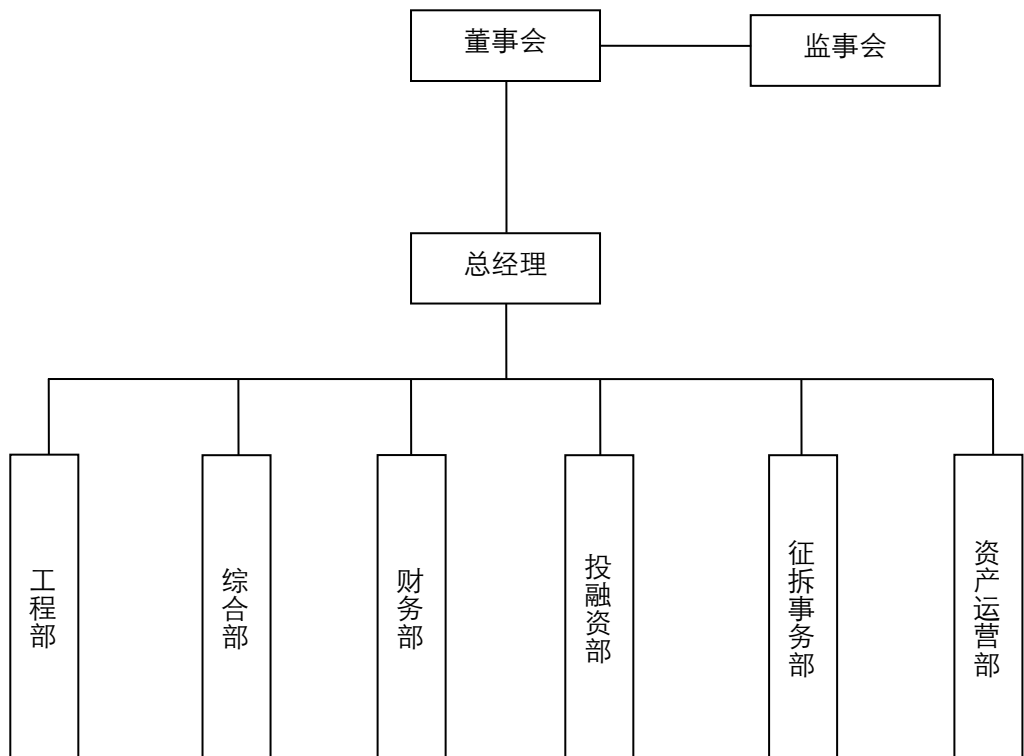 董事会
监事会
总经理
工程部
综合部
财务部
投融资部
征拆事务部
资产运营部